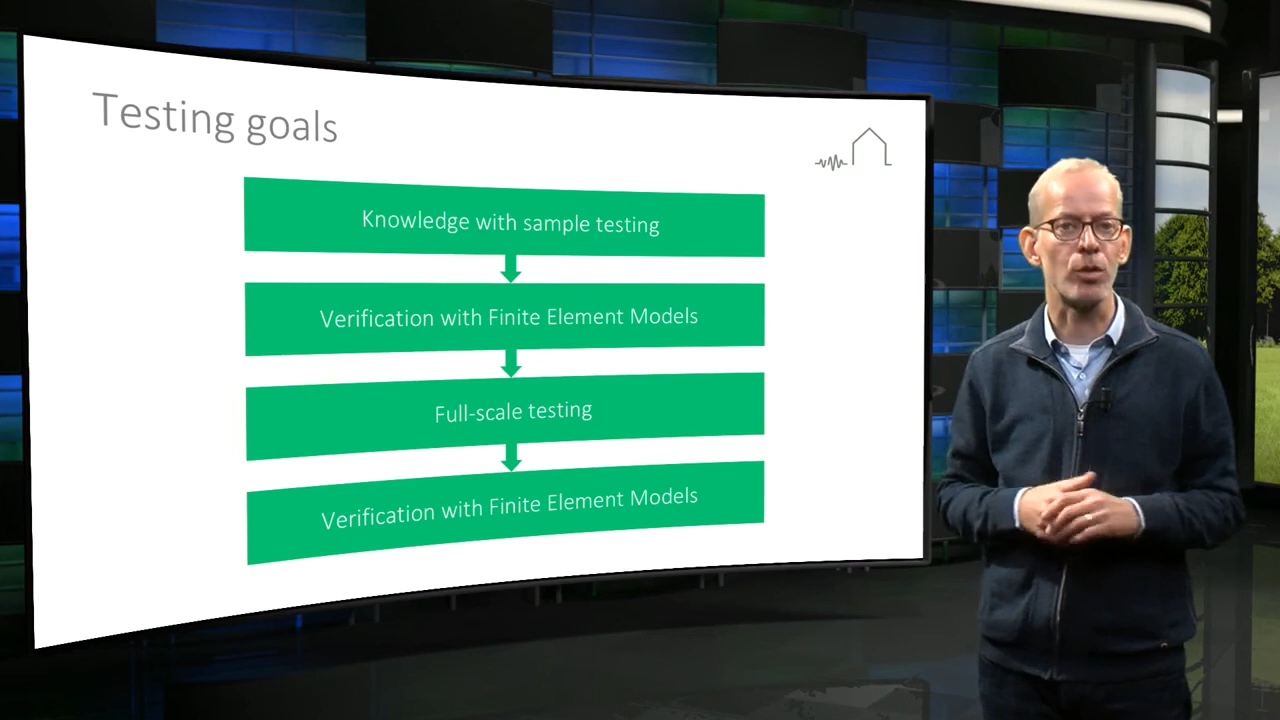 Testing goals
Knowledge with sample testing
Verification with Finite Element Models
Full-scale testing
Verification with Finite Element Models